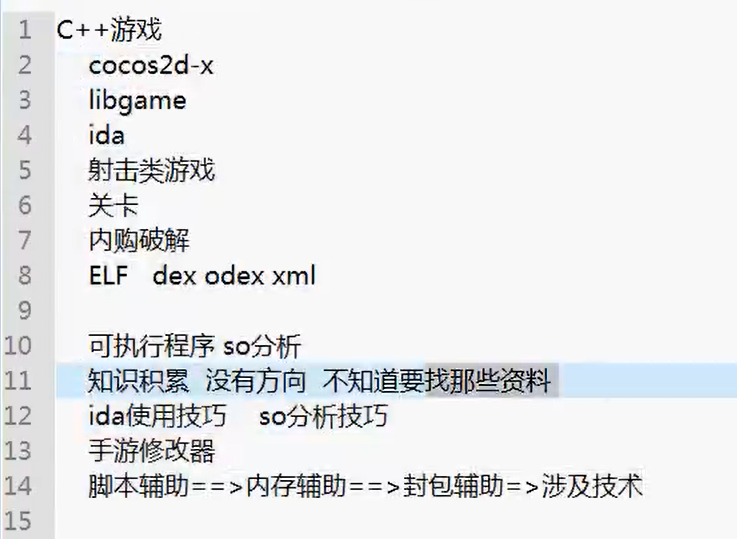 1 C++游戏
2 cocos2d-x
3 libgame
4 ida
5 射击类游戏
6 关卡
7 内购破解
8 ELF dex odex xml
9
10 可执行程序 so分析
11 知识积累 没有方向 不知道要找那些资料
12 ida使用技巧 so分析技巧
13 手游修改器
14 脚本辅助==>内存辅助==>封包辅助=>涉及技术
15